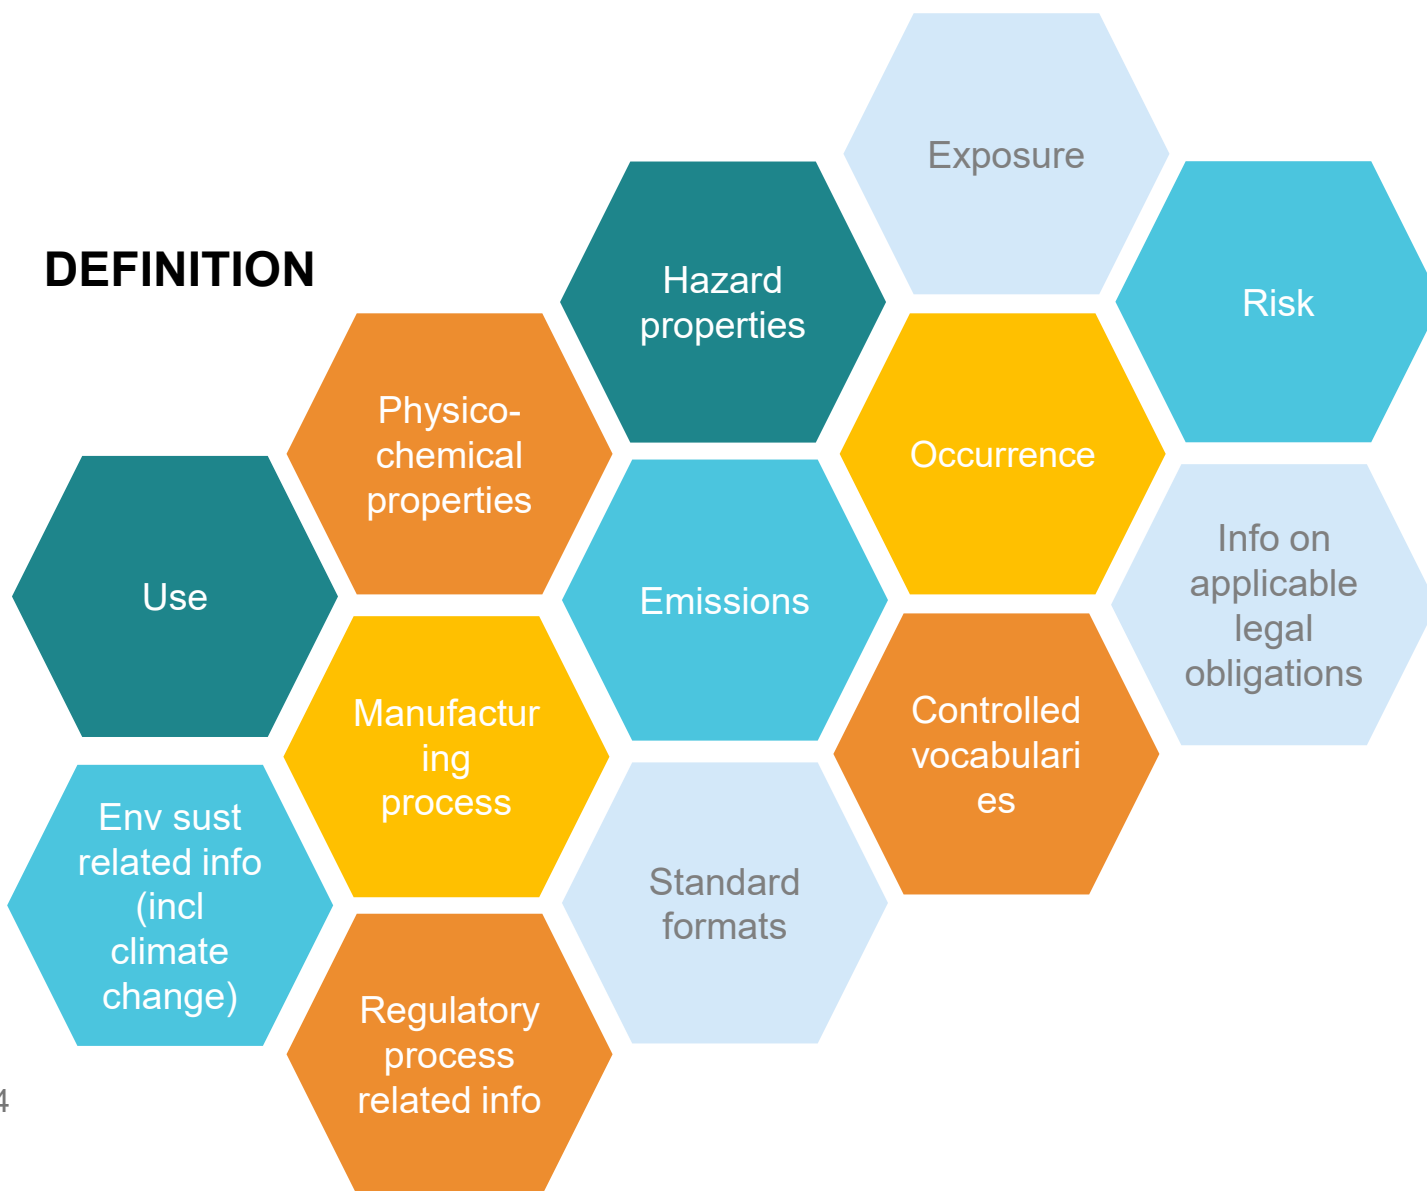 Exposure
DEFINITION
Hazard
properties
Risk
Physico-
chemical
properties
Occurrence
Use
Emissions
Info on
applicable
legal
obligations
Manufactur
ing
process
Controlled
vocabulari
es
Env sust
related info
(incl
climate
change)
Standard
formats
Regulatory
process
related info
4